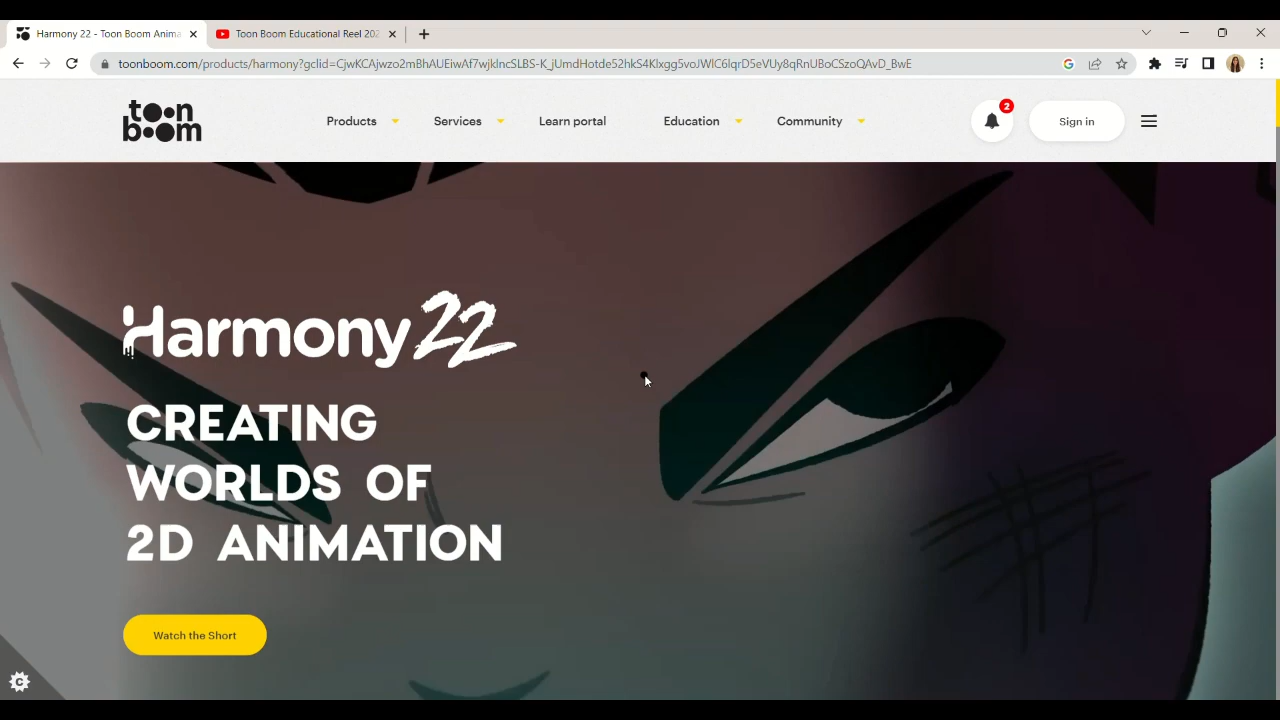 Harmony 22 - Toon Boom Anima
Toon Boom Educational Reel 202
toonboom.com/products/harmony?gclid=CjwKCAjwzo2mBhAUEiwAf7wjklncSLBS-K_jUmdHotde52hkS4Klxgg5voJWlC6lqrD5eVUy8qRnUBoCSzoQAvD_BwE
toon
boom
Products
Services
Learn portal
Education
Community
2
Sign in
Harmony 22
CREATING
WORLDS OF
2D ANIMATION
Watch the Short